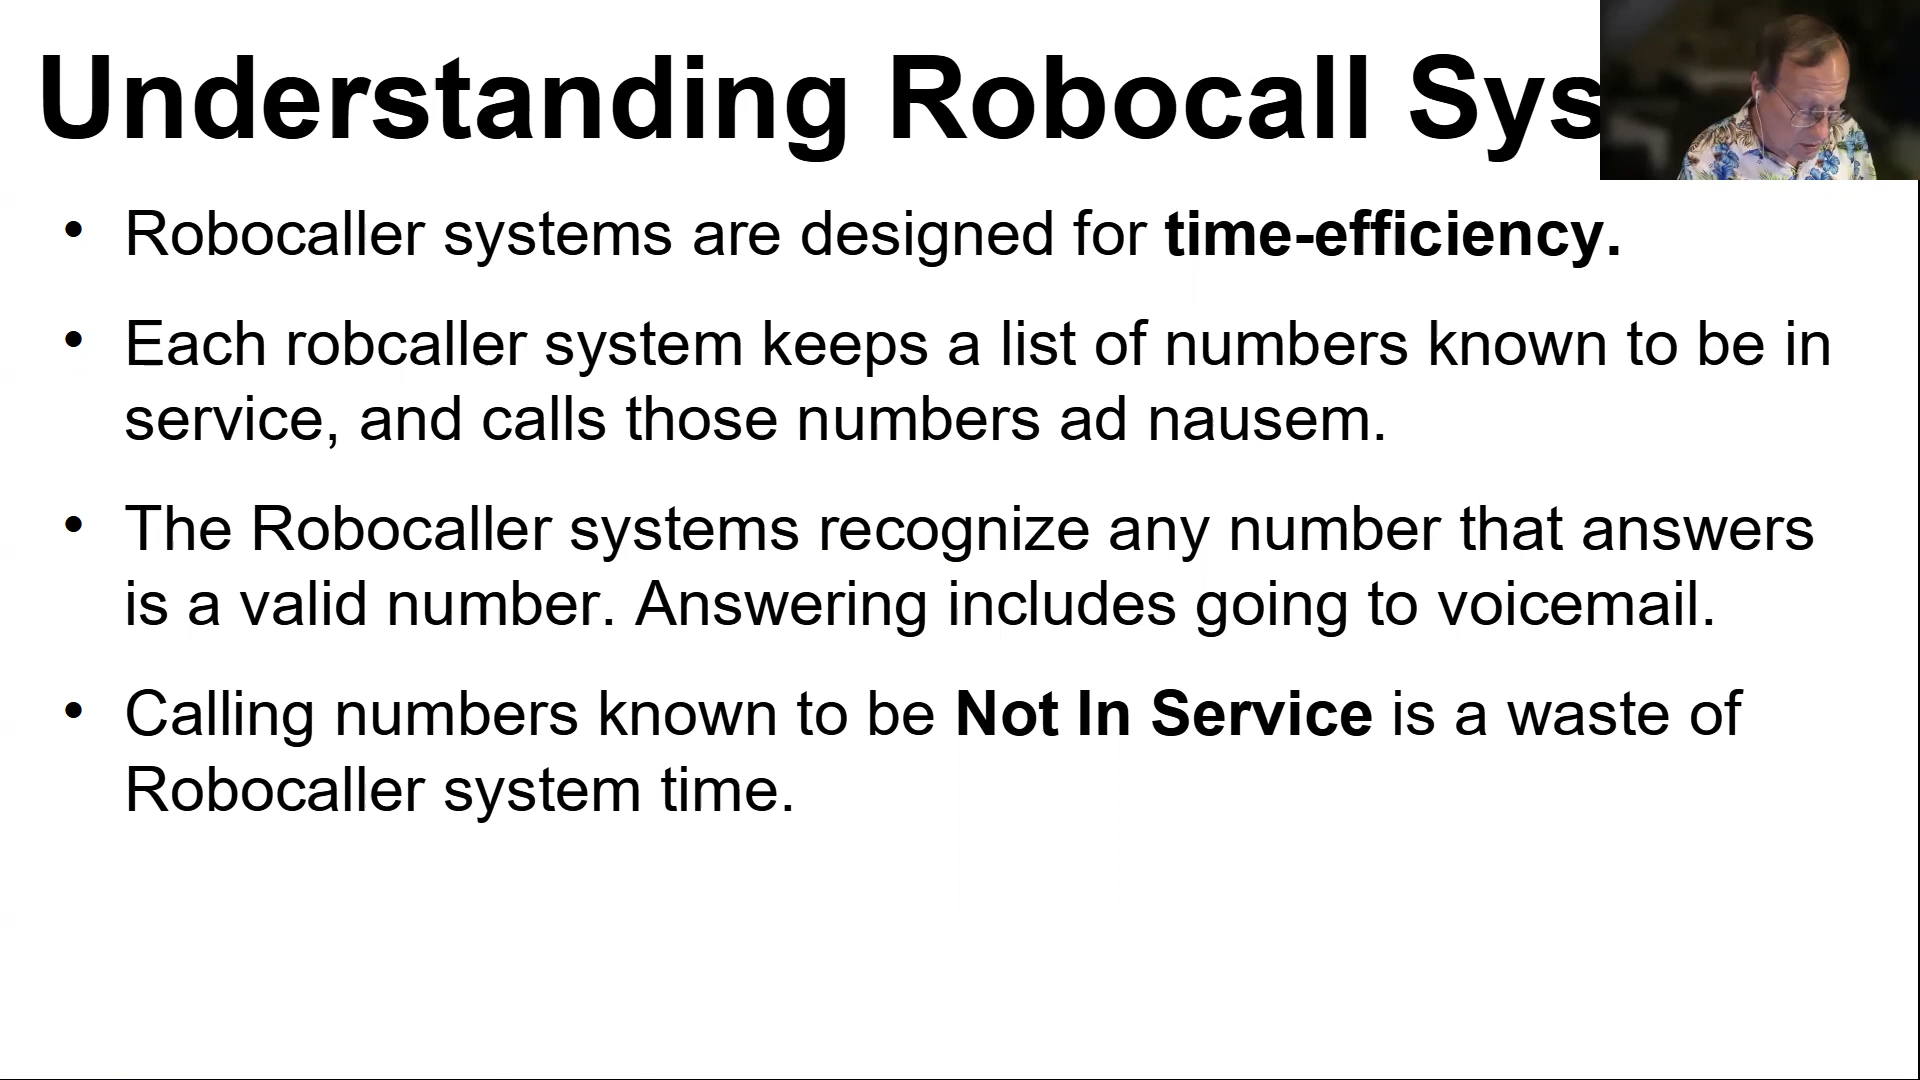 Understanding Robocall Sys
• Robocaller systems are designed for time-efficiency.
• Each robcaller system keeps a list of numbers known to be in
service, and calls those numbers ad nausem.
• The Robocaller systems recognize any number that answers
is a valid number. Answering includes going to voicemail.
• Calling numbers known to be Not In Service is a waste of
Robocaller system time.